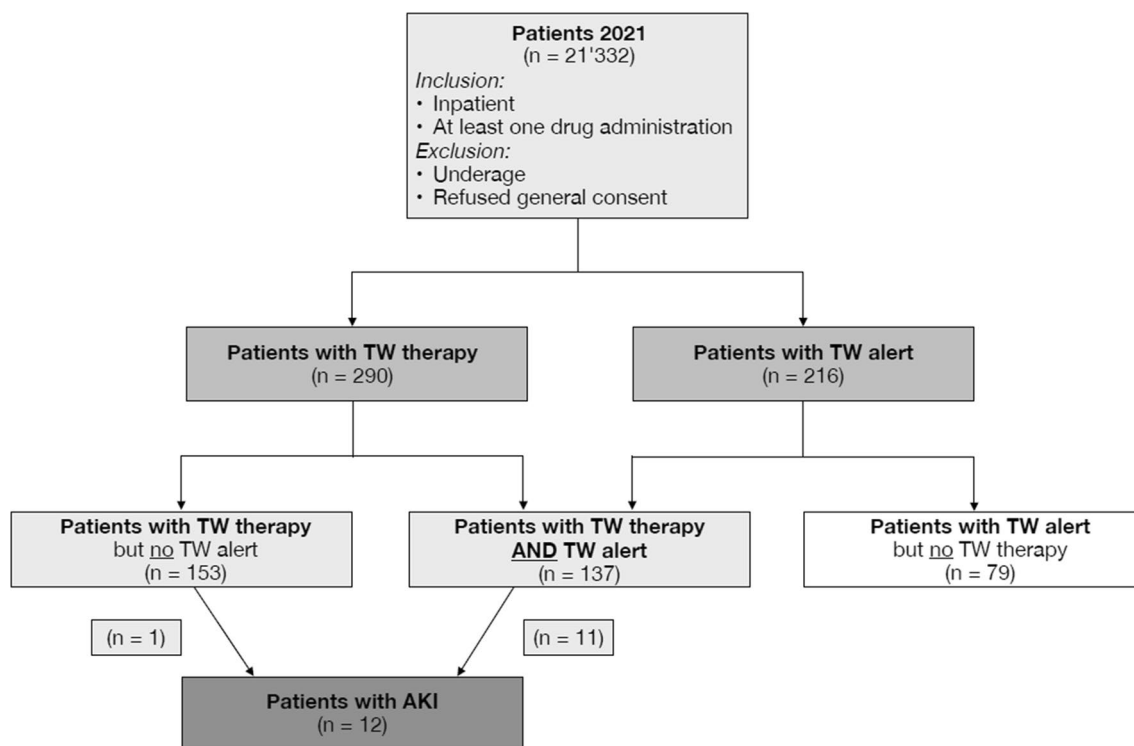 Patients 2021
(n = 21'332)
Inclusion:
• Inpatient
• At least one drug administration
Exclusion:
• Underage
• Refused general consent
Patients with TW therapy
(n = 290)
Patients with TW alert
(n = 216)
Patients with TW therapy
but no TW alert
(n = 153)
Patients with TW therapy
AND TW alert
(n = 137)
Patients with TW alert
but no TW therapy
(n = 79)
(n = 1)
(n = 11)
Patients with AKI
(n = 12)